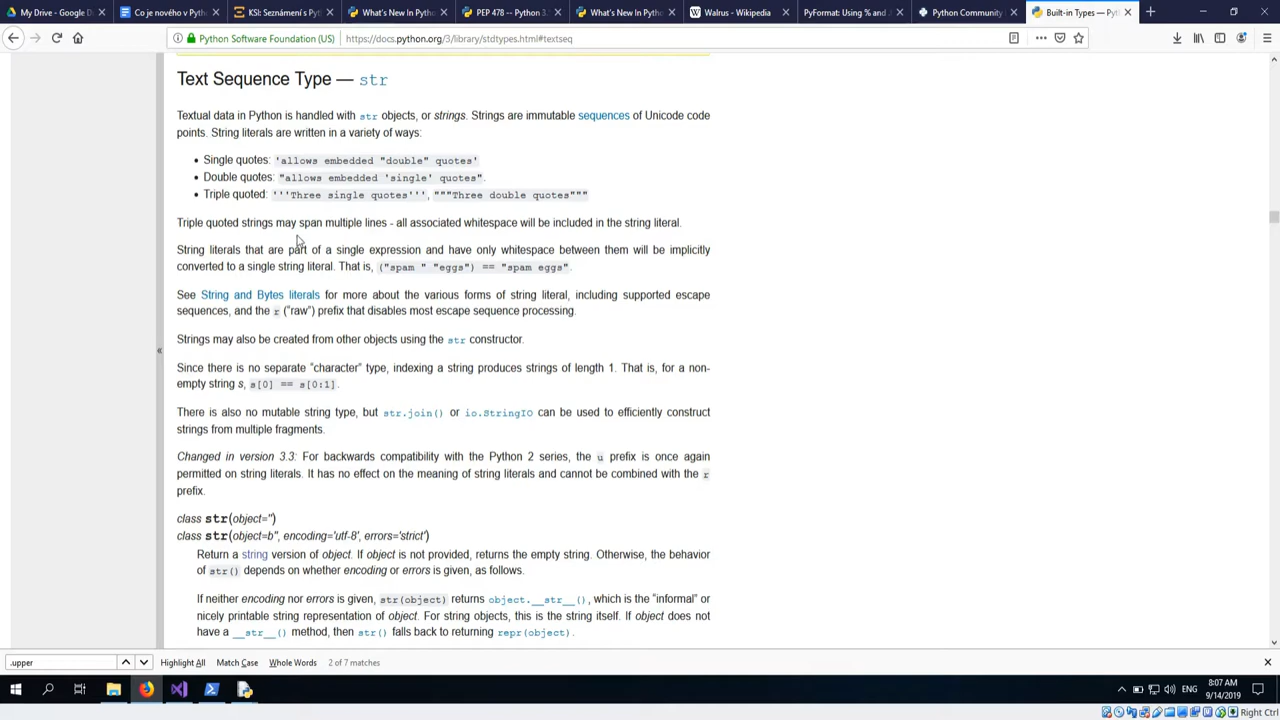 My Drive - Google D
Co je nového v Pyth
KSI: Seznámení s Pyt
What's New In Pytho
PEP 478 -- Python 3.
What's New In Pytho
Walrus - Wikipedia
PyFormat: Using % and .
Python Community
Built-in Types — Pyt
Python Software Foundation (US)
https://docs.python.org/3/library/stdtypes.html#textseq
Text Sequence Type — str
Textual data in Python is handled with str objects, or strings. Strings are immutable sequences of Unicode code
points. String literals are written in a variety of ways:
• Single quotes: 'allows embedded "double" quotes'
• Double quotes: "allows embedded 'single' quotes".
• Triple quoted: '''Three single quotes''', """Three double quotes"""
Triple quoted strings may span multiple lines - all associated whitespace will be included in the string literal.
String literals that are part of a single expression and have only whitespace between them will be implicitly
converted to a single string literal. That is, ("spam " "eggs") == "spam eggs".
See String and Bytes literals for more about the various forms of string literal, including supported escape
sequences, and the r ("raw") prefix that disables most escape sequence processing.
Strings may also be created from other objects using the str constructor.
Since there is no separate "character" type, indexing a string produces strings of length 1. That is, for a non-
empty string s, s[0] == s[0:1].
There is also no mutable string type, but str.join() or io.StringIO can be used to efficiently construct
strings from multiple fragments.
Changed in version 3.3: For backwards compatibility with the Python 2 series, the u prefix is once again
permitted on string literals. It has no effect on the meaning of string literals and cannot be combined with the r
prefix.
class str(object='')
class str(object=b'', encoding='utf-8', errors='strict')
Return a string version of object. If object is not provided, returns the empty string. Otherwise, the behavior
of str() depends on whether encoding or errors is given, as follows.
If neither encoding nor errors is given, str(object) returns object.__str__(), which is the "informal" or
nicely printable string representation of object. For string objects, this is the string itself. If object does not
have a __str__() method, then str() falls back to returning repr(object).
«
.upper
Highlight All
Match Case
Whole Words
2 of 7 matches
ENG
8:07 AM
9/14/2019
Right Ctrl